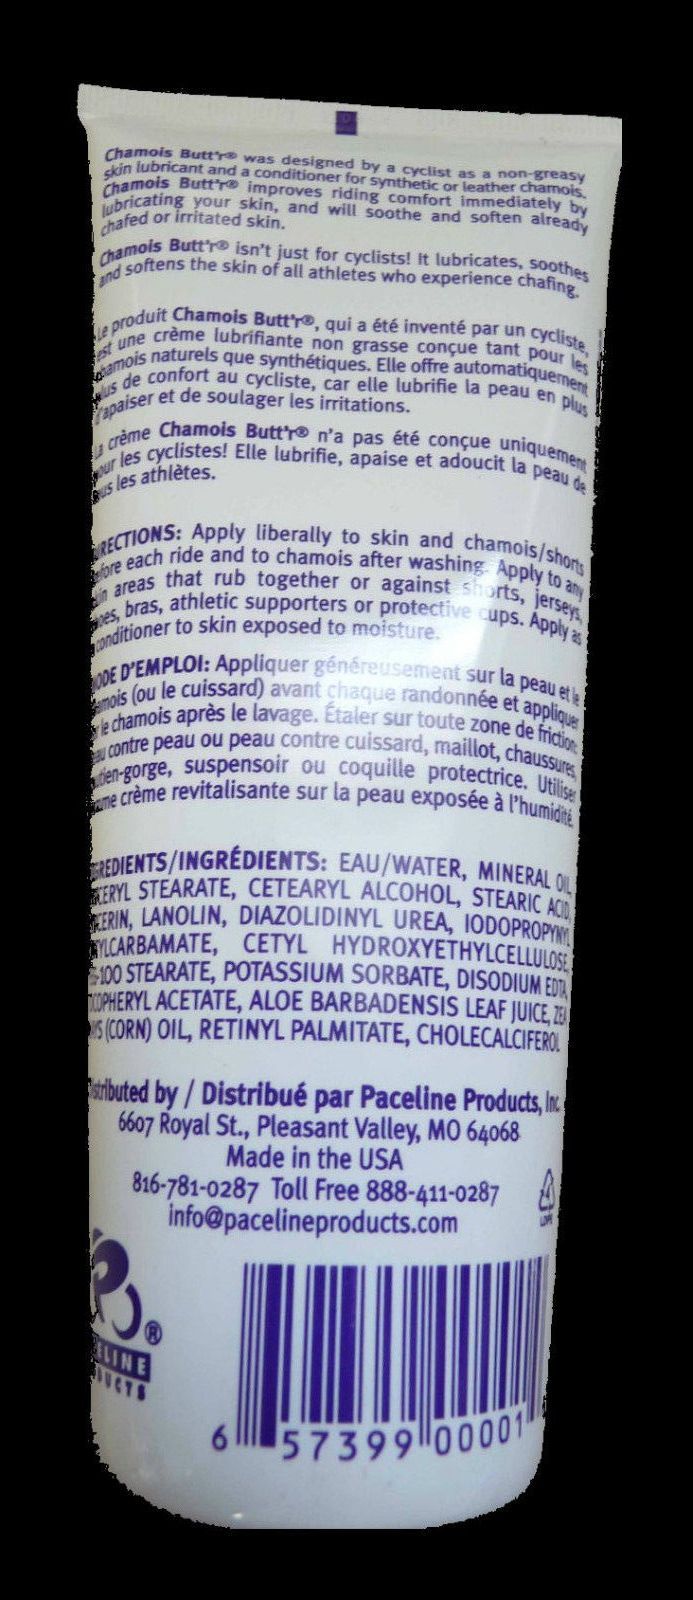 Chamois Butt'r® was designed by a cyclist as a non-greasy
skin lubricant and a conditioner for synthetic or leather chamois.
Chamois Butt'r® improves riding comfort immediately by
lubricating your skin, and will soothe and soften already
chafed or irritated skin.
Chamois Butt'r® isn't just for cyclists! It lubricates, soothes
and softens the skin of all athletes who experience chafing.
Le produit Chamois Butt'r®, qui a été inventé par un cycliste,
est une crème lubrifiante non grasse conçue tant pour les
chamois naturels que synthétiques. Elle offre automatiquement
plus de confort au cycliste, car elle lubrifie la peau en plus
d'apaiser et de soulager les irritations.
La crème Chamois Butt'r® n'a pas été conçue uniquement
pour les cyclistes! Elle lubrifie, apaise et adoucit la peau de
tous les athlètes.
DIRECTIONS: Apply liberally to skin and chamois/shorts
before each ride and to chamois after washing. Apply to any
skin areas that rub together or against shorts, jerseys,
shoes, bras, athletic supporters or protective cups. Apply as
conditioner to skin exposed to moisture.
MODE D'EMPLOI: Appliquer généreusement sur la peau et le
chamois (ou le cuissard) avant chaque randonnée et appliquer
sur le chamois après le lavage. Étaler sur toute zone de friction:
peau contre peau ou peau contre cuissard, maillot, chaussures,
soutien-gorge, suspensoir ou coquille protectrice. Utiliser
comme crème revitalisante sur la peau exposée à l'humidité.
INGREDIENTS/INGRÉDIENTS: EAU/WATER, MINERAL OIL,
GLYCERYL STEARATE, CETEARYL ALCOHOL, STEARIC ACID,
GLYCERIN, LANOLIN, DIAZOLIDINYL UREA, IODOPROPYNYL
BUTYLCARBAMATE, CETYL HYDROXYETHYLCELLULOSE,
-100 STEARATE, POTASSIUM SORBATE, DISODIUM EDTA,
TOCOPHERYL ACETATE, ALOE BARBADENSIS LEAF JUICE, ZEA
MAYS (CORN) OIL, RETINYL PALMITATE, CHOLECALCIFEROL
Distributed by / Distribué par Paceline Products, Inc.
6607 Royal St., Pleasant Valley, MO 64068
Made in the USA
816-781-0287 Toll Free 888-411-0287
info@pacelineproducts.com
4
LDPE
PACELINE ®
PRODUCTS
6 57399 00001